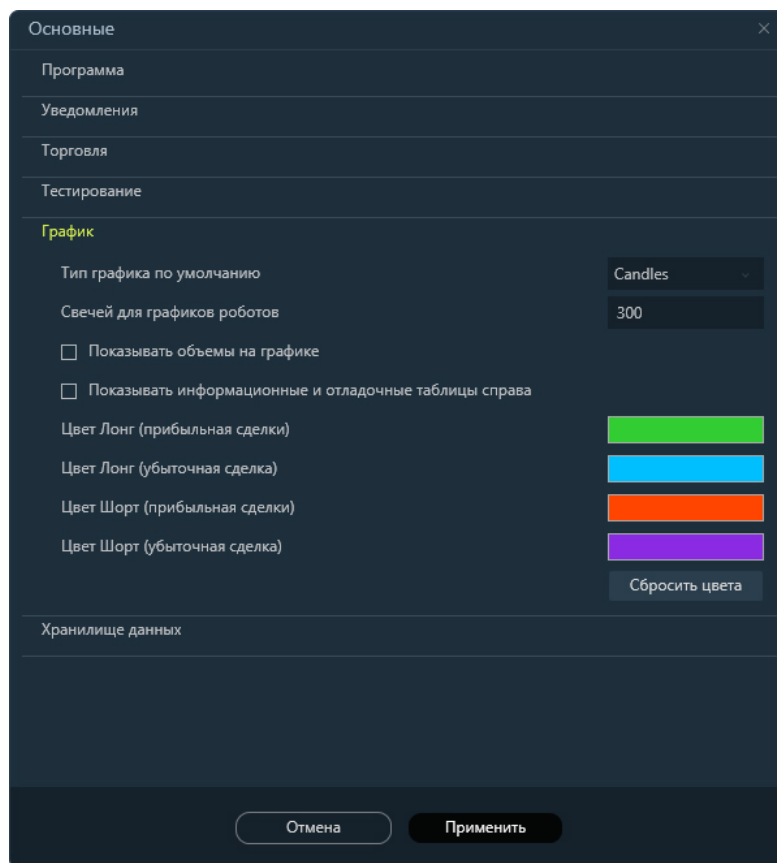 Основные
Программа
Уведомления
Торговля
Тестирование
График
Тип графика по умолчанию Candles
Свечей для графиков роботов 300
Показывать объемы на графике
Показывать информационные и отладочные таблицы справа
Цвет Лонг (прибыльная сделки)
Цвет Лонг (убыточная сделка)
Цвет Шорт (прибыльная сделки)
Цвет Шорт (убыточная сделка)
Сбросить цвета
Хранилище данных
Отмена Применить